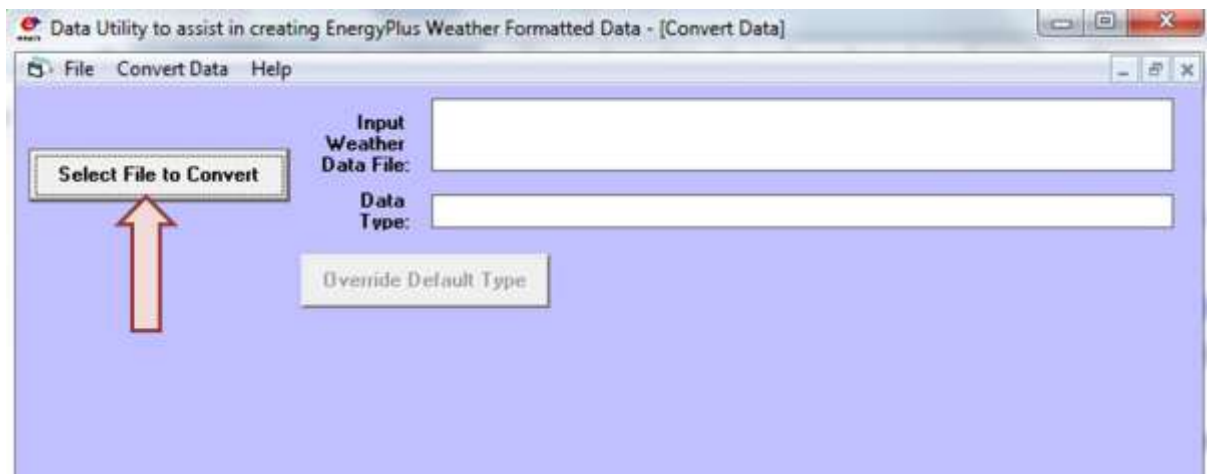 Data Utility to assist in creating EnergyPlus Weather Formatted Data - [Convert Data]
File Convert Data Help
Select File to Convert
Input
Weather
Data File:
Data
Type:
Override Default Type